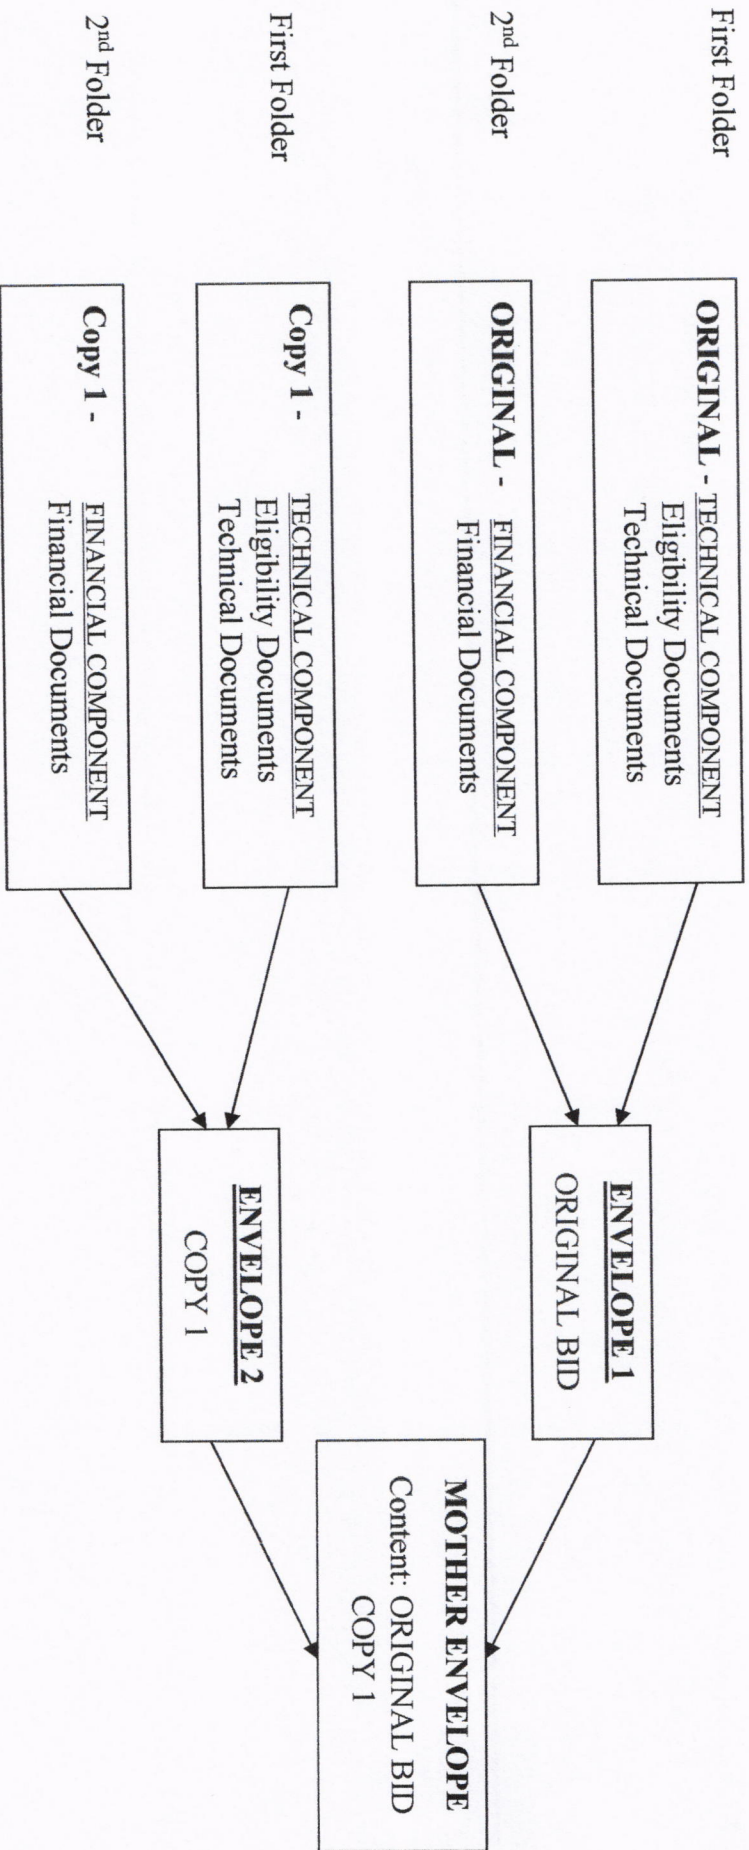 First Folder
ORIGINAL - TECHNICAL COMPONENT
Eligibility Documents
Technical Documents
2nd Folder
ORIGINAL - FINANCIAL COMPONENT
Financial Documents
First Folder
Copy 1 - TECHNICAL COMPONENT
Eligibility Documents
Technical Documents
2nd Folder
Copy 1 - FINANCIAL COMPONENT
Financial Documents
ENVELOPE 1
ORIGINAL BID
ENVELOPE 2
COPY 1
MOTHER ENVELOPE
Content: ORIGINAL BID
COPY 1